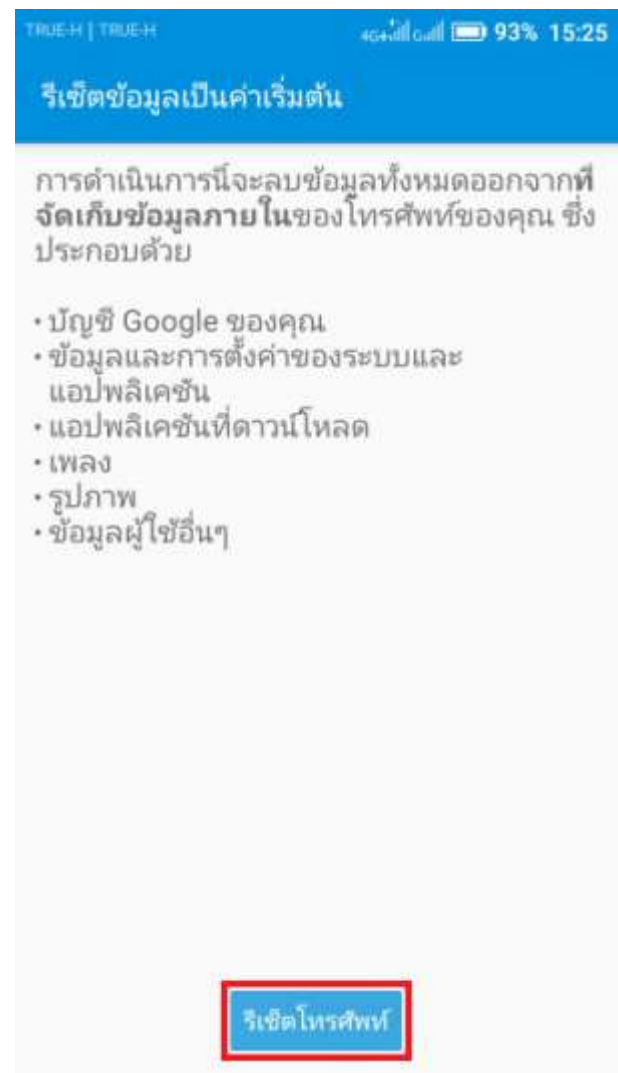 TRUE-H | TRUE-H 4G+ G 93% 15:25
รีเซ็ตข้อมูลเป็นค่าเริ่มต้น
การดำเนินการนี้จะลบข้อมูลทั้งหมดออกจากที่
จัดเก็บข้อมูลภายในของโทรศัพท์ของคุณ ซึ่ง
ประกอบด้วย
• บัญชี Google ของคุณ
• ข้อมูลและการตั้งค่าของระบบและ
แอปพลิเคชัน
• แอปพลิเคชันที่ดาวน์โหลด
• เพลง
• รูปภาพ
• ข้อมูลผู้ใช้อื่นๆ
รีเซ็ตโทรศัพท์